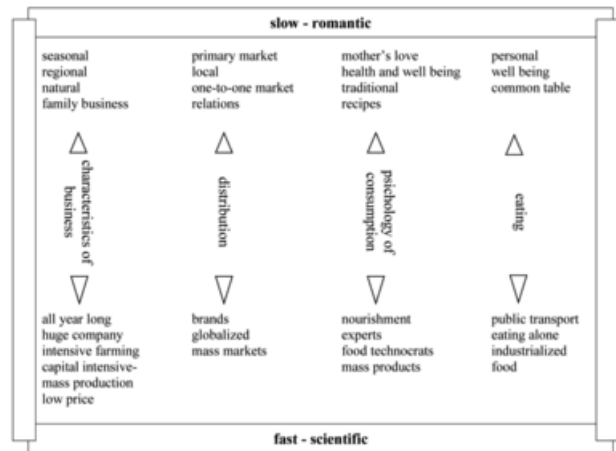 slow - romantic
seasonal
regional
natural
family business
primary market
local
one-to-one market
relations
mother's love
health and well being
traditional
recipes
personal
well being
common table
characteristics of
business
distribution
psichology of
consumption
eating
all year long
huge company
intensive farming
capital intensive-
mass production
low price
brands
globalized
mass markets
nourishment
experts
food technocrats
mass products
public transport
eating alone
industrialized
food
fast - scientific